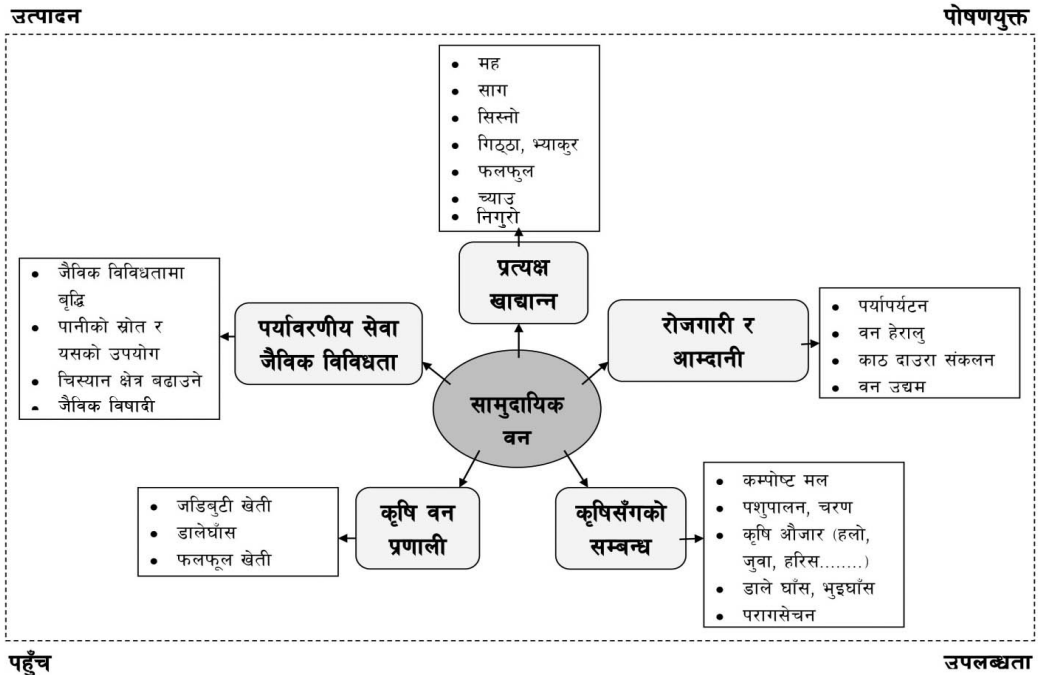 उत्पादन
पोषणयुक्त
• मह
• साग
• सिस्नो
• गिठ्ठा, भ्याकुर
• फलफुल
• च्याउ
• निगुरो
प्रत्यक्ष
खाद्यान्न
• जैविक विविधतामा
बृद्धि
• पानीको स्रोत र
यसको उपयोग
• चिस्यान क्षेत्र बढाउने
• जैविक विषादी
पर्यावरणीय सेवा
जैविक विविधता
रोजगारी र
आम्दानी
• पर्यापर्यटन
• वन हेरालु
• काठ दाउरा संकलन
• वन उद्यम
सामुदायिक
वन
• जडिबुटी खेती
• डालेघाँस
• फलफूल खेती
कृषि वन
प्रणाली
कृषिसँगको
सम्बन्ध
• कम्पोष्ट मल
• पशुपालन, चरण
• कृषि औजार (हलो,
जुवा, हरिस........)
• डाले घाँस, भुइघाँस
• परागसेचन
पहुँच
उपलब्धता